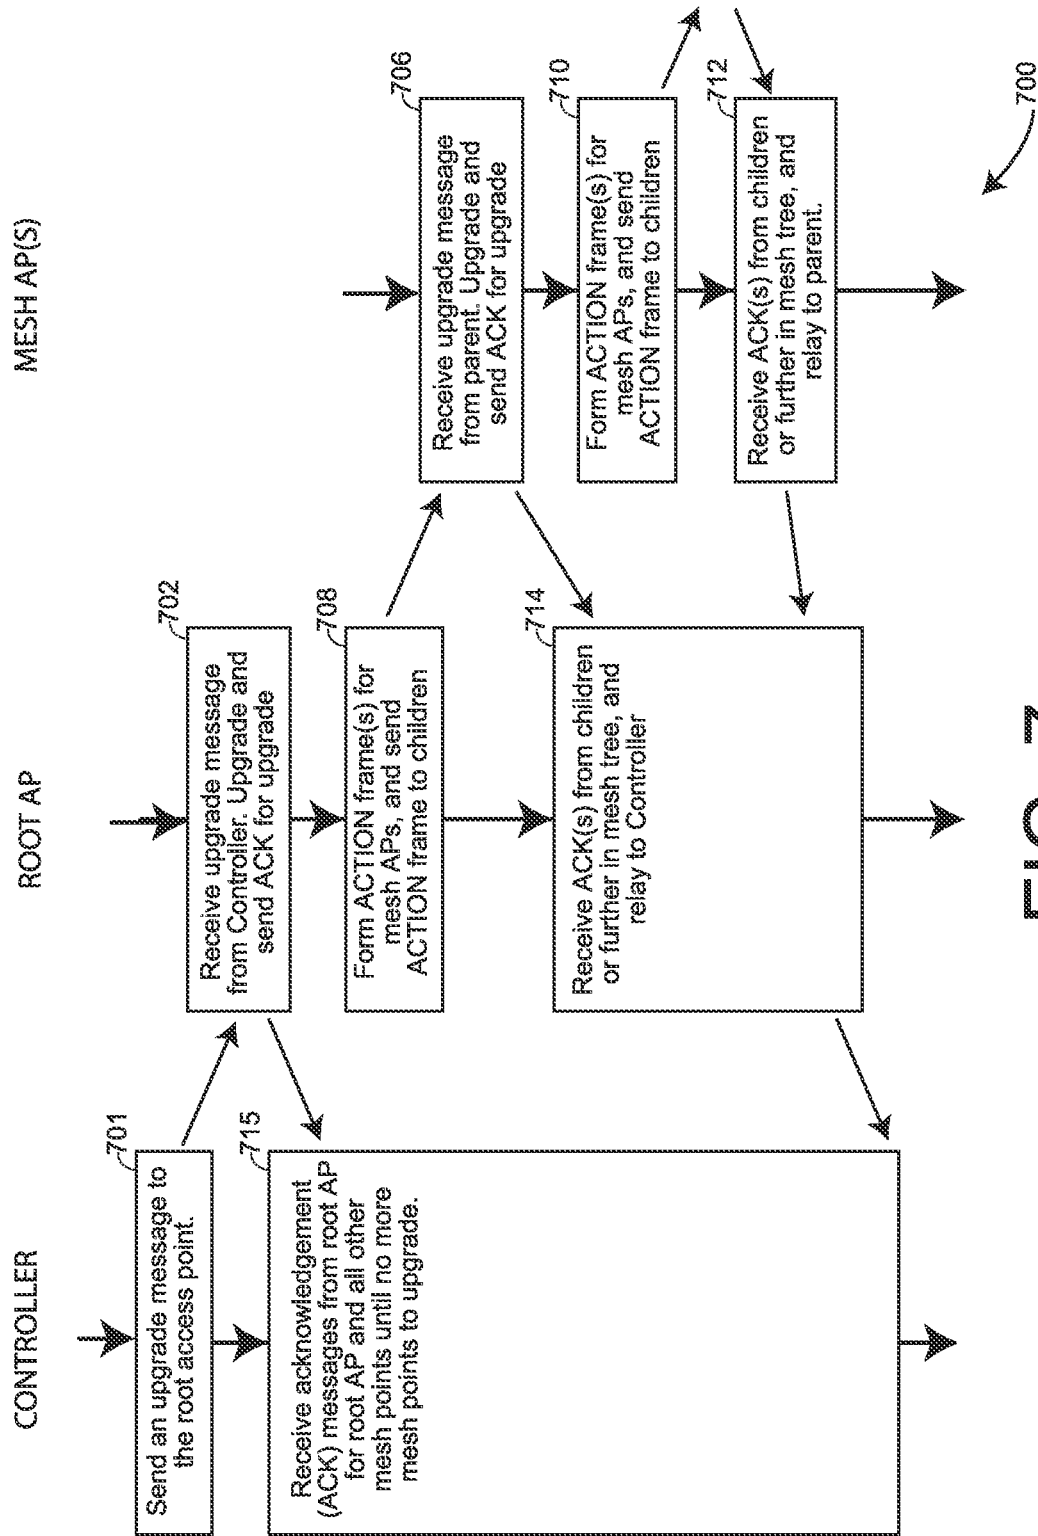 CONTROLLER
ROOT AP
MESH AP(S)
701
Send an upgrade message to
the root access point.
715
Receive acknowledgement
(ACK) messages from root AP
for root AP and all other
mesh points until no more
mesh points to upgrade.
702
Receive upgrade message
from Controller. Upgrade and
send ACK for upgrade
708
Form ACTION frame(s) for
mesh APs, and send
ACTION frame to children
714
Receive ACK(s) from children
or further in mesh tree, and
relay to Controller
706
Receive upgrade message
from parent. Upgrade and
send ACK for upgrade
710
Form ACTION frame(s) for
mesh APs, and send
ACTION frame to children
712
Receive ACK(s) from children
or further in mesh tree, and
relay to parent.
700